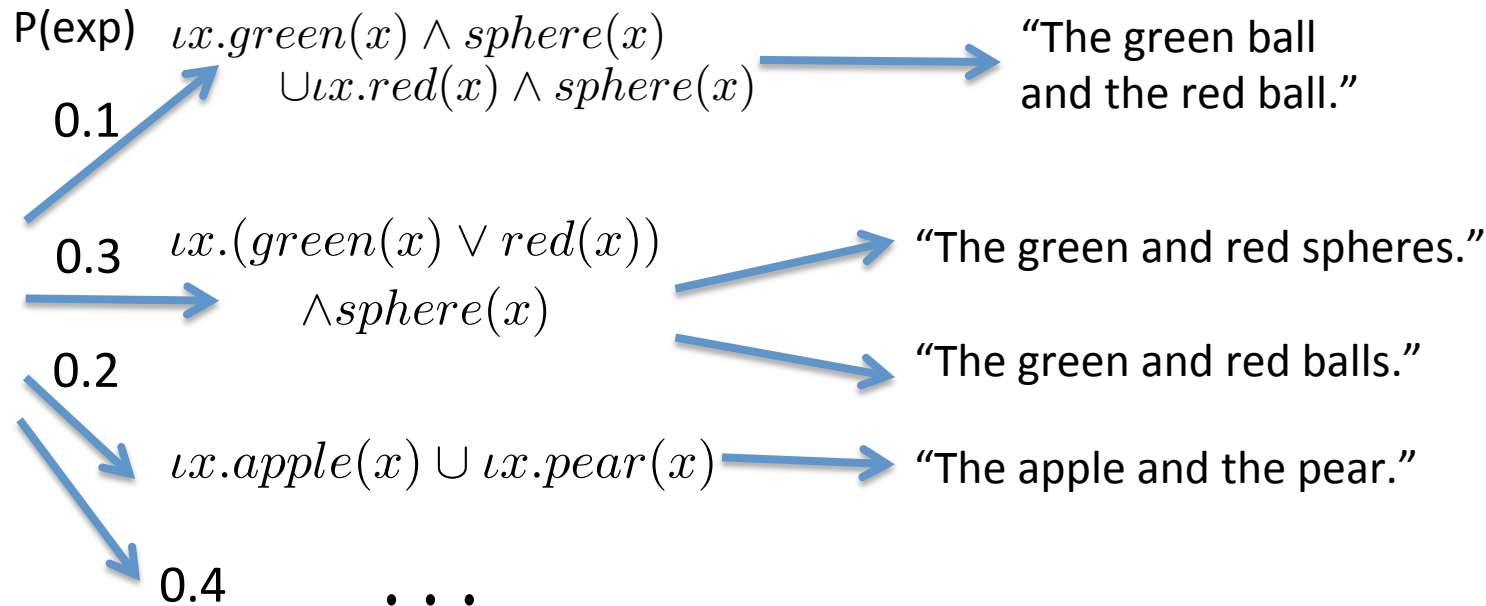 P(exp)
ιx.green(x) ∧ sphere(x)
∪ιx.red(x) ∧ sphere(x)
“The green ball
and the red ball.”
0.1
0.3
ιx.(green(x) ∨ red(x))
∧sphere(x)
“The green and red spheres.”
“The green and red balls.”
0.2
ιx.apple(x) ∪ ιx.pear(x)
“The apple and the pear.”
0.4
...